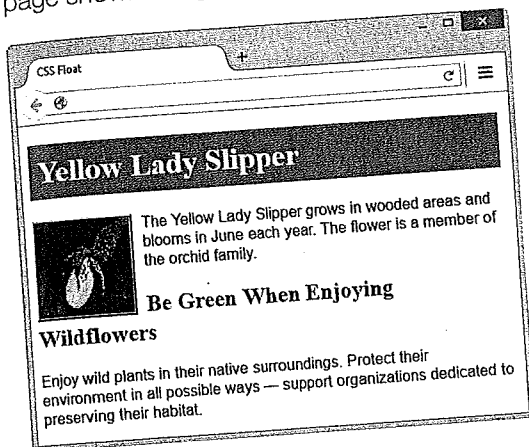 page show
CSS Float
Yellow Lady Slipper
The Yellow Lady Slipper grows in wooded areas and
blooms in June each year. The flower is a member of
the orchid family.
Be Green When Enjoying
Wildflowers
Enjoy wild plants in their native surroundings. Protect their
environment in all possible ways — support organizations dedicated to
preserving their habitat.